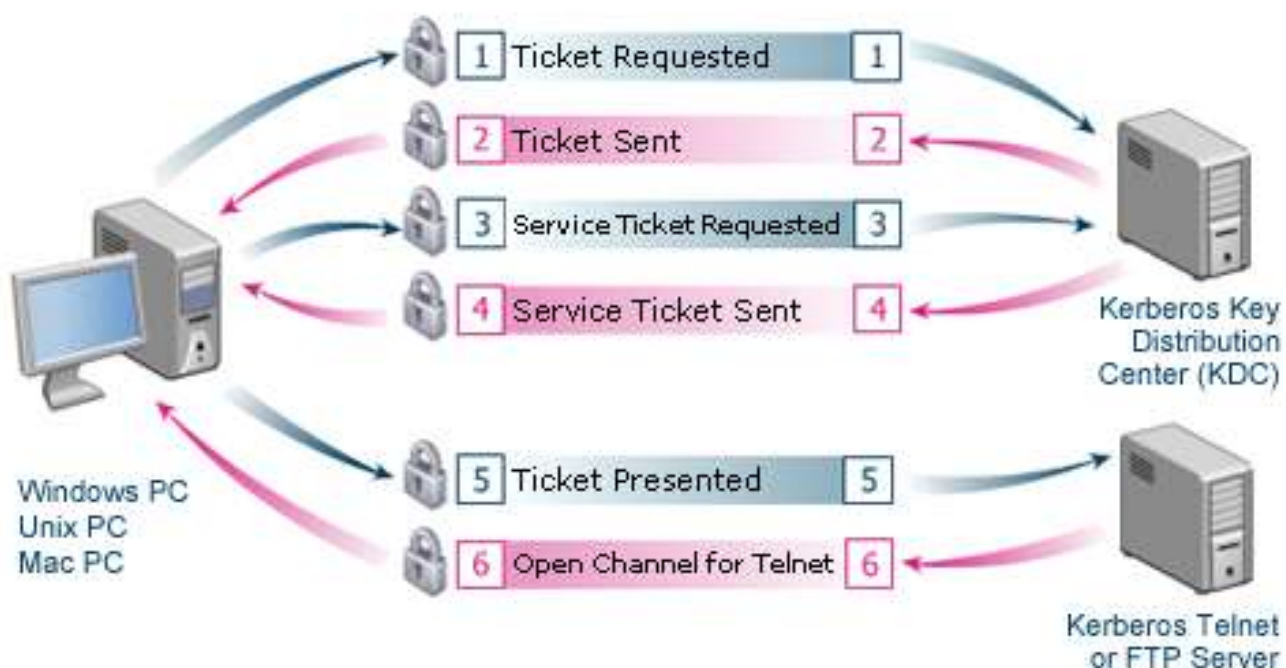 1 Ticket Requested 1
2 Ticket Sent 2
3 Service Ticket Requested 3
4 Service Ticket Sent 4
Kerberos Key
Distribution
Center (KDC)
5 Ticket Presented 5
Windows PC
Unix PC
Mac PC
6 Open Channel for Telnet 6
Kerberos Telnet
or FTP Server